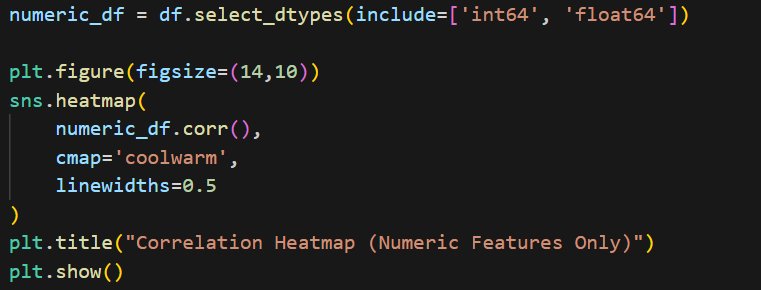 numeric_df = df.select_dtypes(include=['int64', 'float64'])
plt.figure(figsize=(14,10))
sns.heatmap(
    numeric_df.corr(),
    cmap='coolwarm',
    linewidths=0.5
)
plt.title("Correlation Heatmap (Numeric Features Only)")
plt.show()